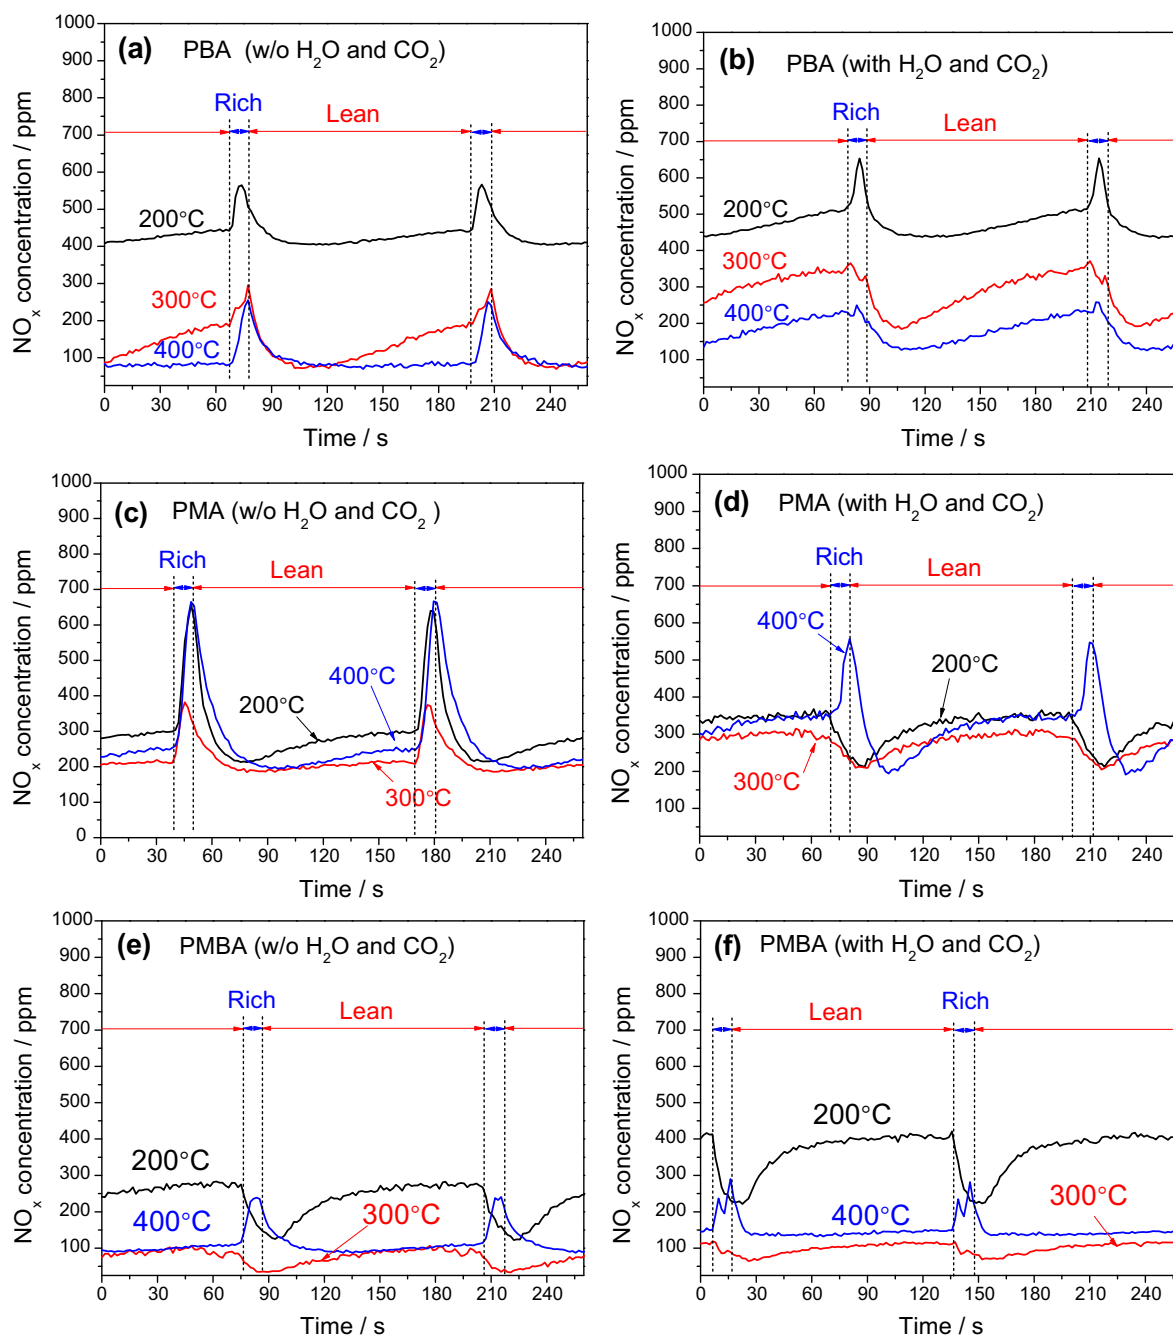 (a) PBA (w/o H₂O and CO₂)
Rich
Lean
200°C
300°C
400°C
NOₓ concentration / ppm
1000
900
800
700
600
500
400
300
200
100
0 30 60 90 120 150 180 210 240
Time / s
(b) PBA (with H₂O and CO₂)
Rich
Lean
200°C
300°C
400°C
NOₓ concentration / ppm
1000
900
800
700
600
500
400
300
200
100
0 30 60 90 120 150 180 210 240
Time / s
(c) PMA (w/o H₂O and CO₂ )
Rich
Lean
200°C
400°C
300°C
NOₓ concentration / ppm
1000
900
800
700
600
500
400
300
200
100
0
0 30 60 90 120 150 180 210 240
Time / s
(d) PMA (with H₂O and CO₂)
Rich
Lean
400°C
200°C
300°C
NOₓ concentration / ppm
1000
900
800
700
600
500
400
300
200
100
0 30 60 90 120 150 180 210 240
Time / s
(e) PMBA (w/o H₂O and CO₂)
Rich
Lean
200°C
400°C
300°C
NOₓ concentration / ppm
1000
900
800
700
600
500
400
300
200
100
0 30 60 90 120 150 180 210 240
Time / s
(f) PMBA (with H₂O and CO₂)
Lean
Rich
200°C
400°C
300°C
NOₓ concentration / ppm
1000
900
800
700
600
500
400
300
200
100
0 30 60 90 120 150 180 210 240
Time / s